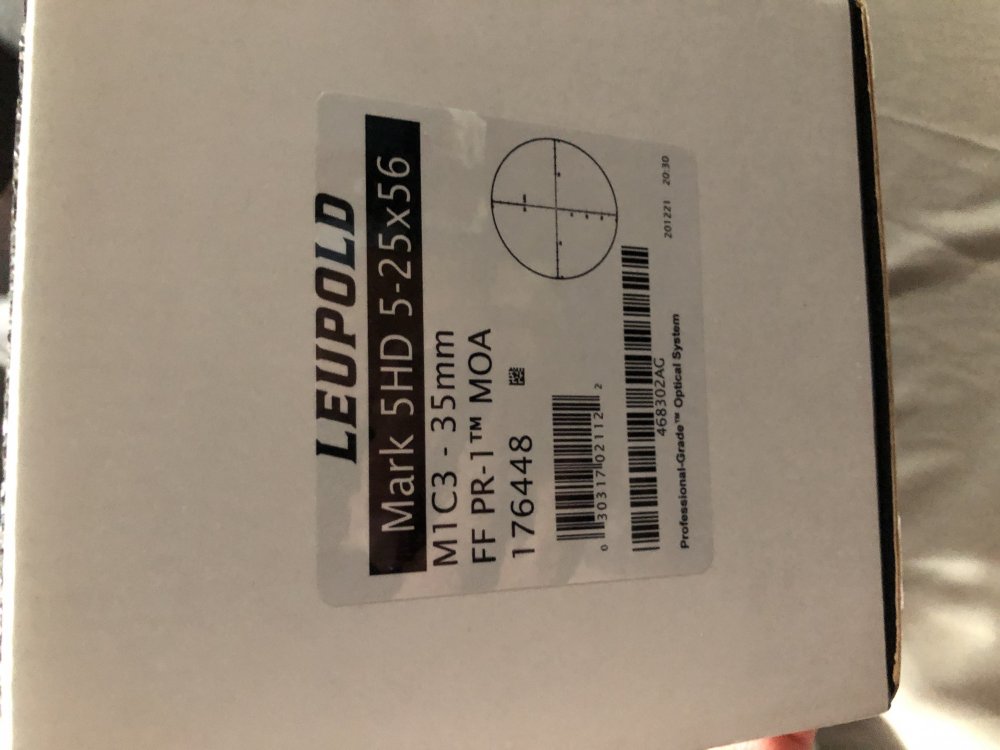 LEUPOLD
Mark 5HD 5-25x56
M1C3 - 35mm
FF PR-1™ MOA
176448
0 30317 02112 2
468302AG
201221 20:30
Professional-Grade™ Optical System